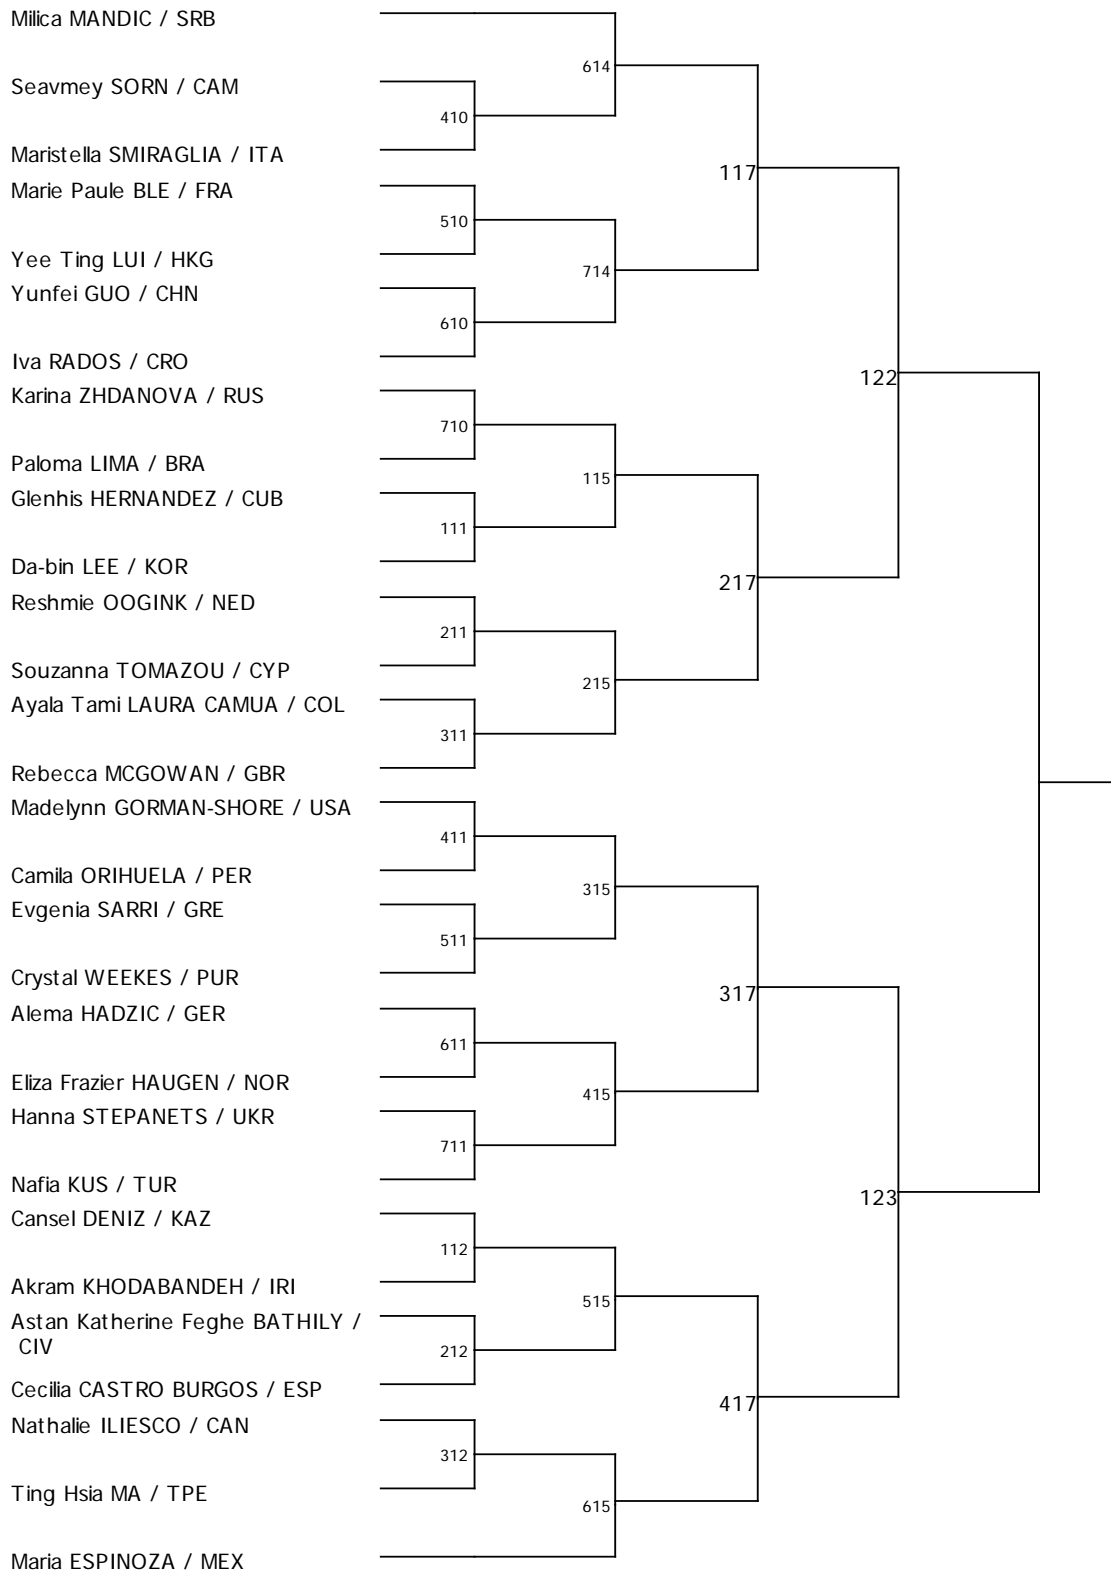 Milica MANDIC / SRB
614
Seavmey SORN / CAM
410
Maristella SMIRAGLIA / ITA
117
Marie Paule BLE / FRA
510
Yee Ting LUI / HKG
714
Yunfei GUO / CHN
610
Iva RADOS / CRO
122
Karina ZHDANOVA / RUS
710
Paloma LIMA / BRA
115
Glenhis HERNANDEZ / CUB
111
Da-bin LEE / KOR
217
Reshmie OOGINK / NED
211
Souzanna TOMAZOU / CYP
215
Ayala Tami LAURA CAMUA / COL
311
Rebecca MCGOWAN / GBR
Madelynn GORMAN-SHORE / USA
411
Camila ORIHUELA / PER
315
Evgenia SARRI / GRE
511
Crystal WEEKES / PUR
317
Alema HADZIC / GER
611
Eliza Frazier HAUGEN / NOR
415
Hanna STEPANETS / UKR
711
Nafia KUS / TUR
123
Cansel DENIZ / KAZ
112
Akram KHODABANDEH / IRI
515
Astan Katherine Feghe BATHILY /
CIV
212
Cecilia CASTRO BURGOS / ESP
417
Nathalie ILIESCO / CAN
312
Ting Hsia MA / TPE
615
Maria ESPINOZA / MEX